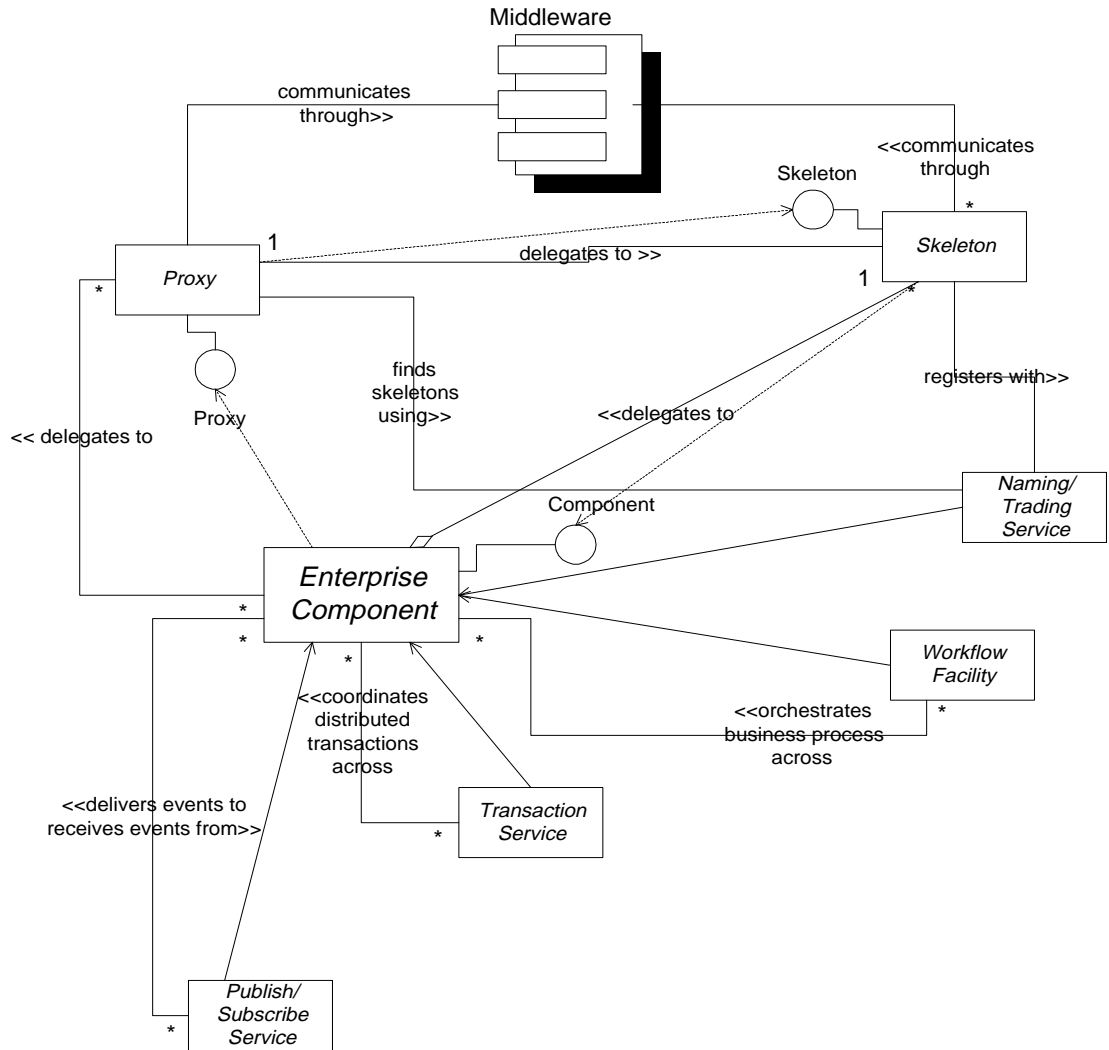 Middleware
communicates
through>>
<<communicates
through
Skeleton
*
1
Skeleton
delegates to >>
Proxy
*
1
*
finds
skeletons
using>>
registers with>>
Proxy
<<delegates to
<< delegates to
Naming/
Trading
Service
Component
Enterprise
Component
*
*
*
*
Workflow
Facility
<<coordinates
distributed
transactions
across
<<orchestrates
business process
across
*
<<delivers events to
receives events from>>
Transaction
Service
*
Publish/
Subscribe
Service
*